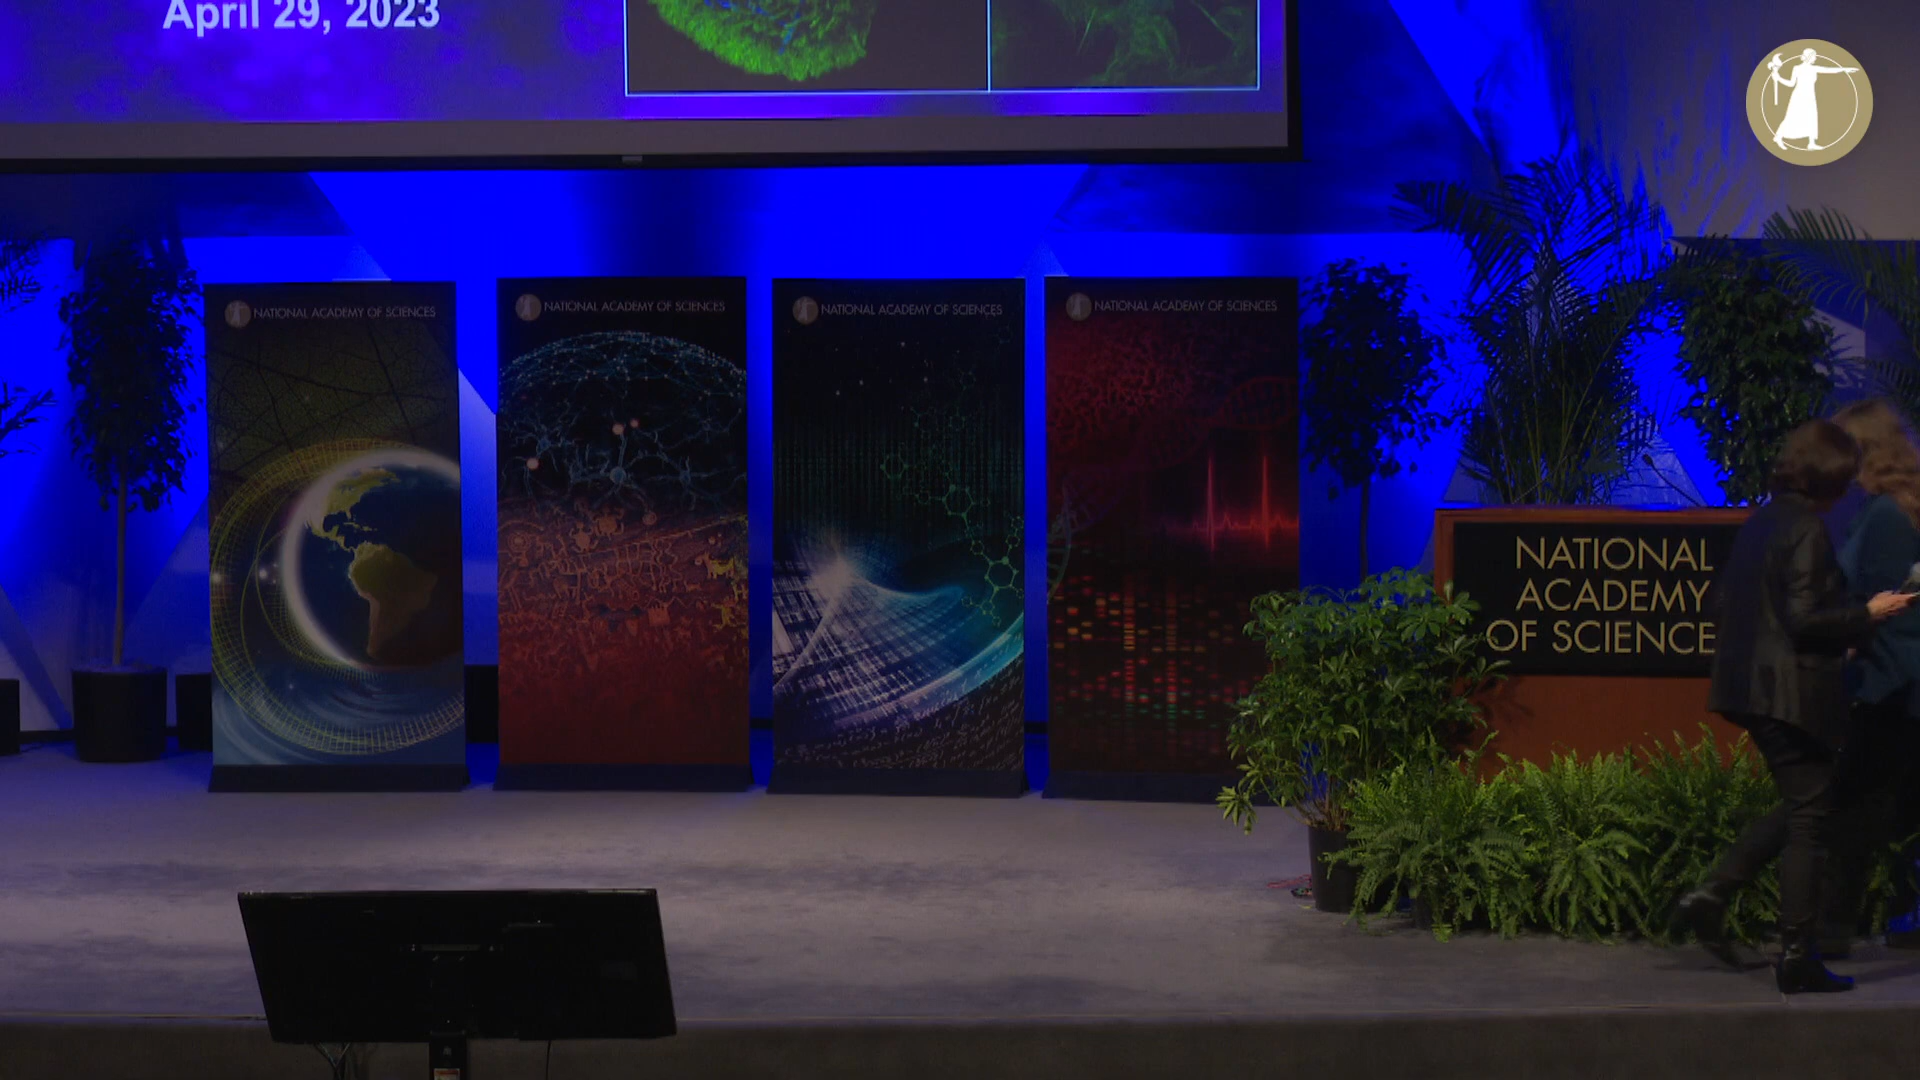 April 29, 2023
NATIONAL ACADEMY OF SCIENCES
NATIONAL ACADEMY OF SCIENCES
NATIONAL ACADEMY OF SCIENCES
NATIONAL ACADEMY OF SCIENCES
NATIONAL
ACADEMY
OF SCIENCE